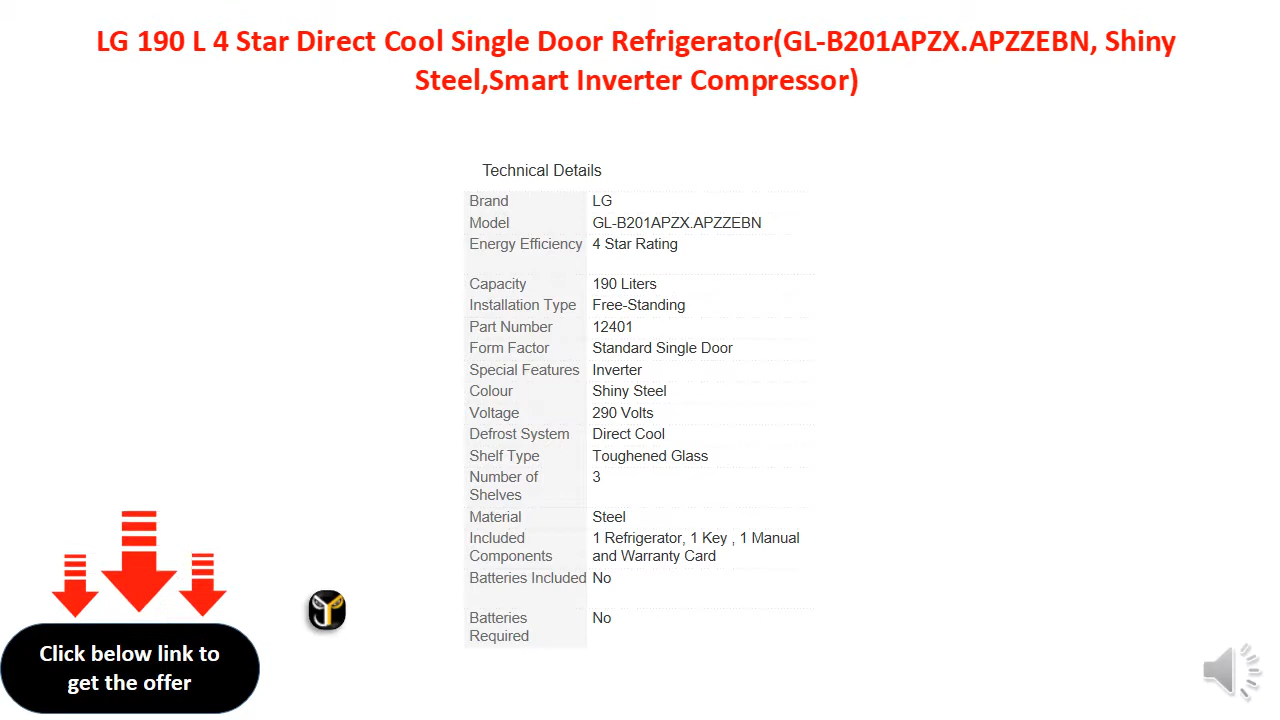 LG 190 L 4 Star Direct Cool Single Door Refrigerator(GL-B201APZX.APZZEBN, Shiny
Steel,Smart Inverter Compressor)
Technical Details
Brand LG
Model GL-B201APZX.APZZEBN
Energy Efficiency 4 Star Rating
Capacity 190 Liters
Installation Type Free-Standing
Part Number 12401
Form Factor Standard Single Door
Special Features Inverter
Colour Shiny Steel
Voltage 290 Volts
Defrost System Direct Cool
Shelf Type Toughened Glass
Number of 3
Shelves
Material Steel
Included 1 Refrigerator, 1 Key , 1 Manual
Components and Warranty Card
Batteries Included No
Batteries No
Required
Click below link to
get the offer